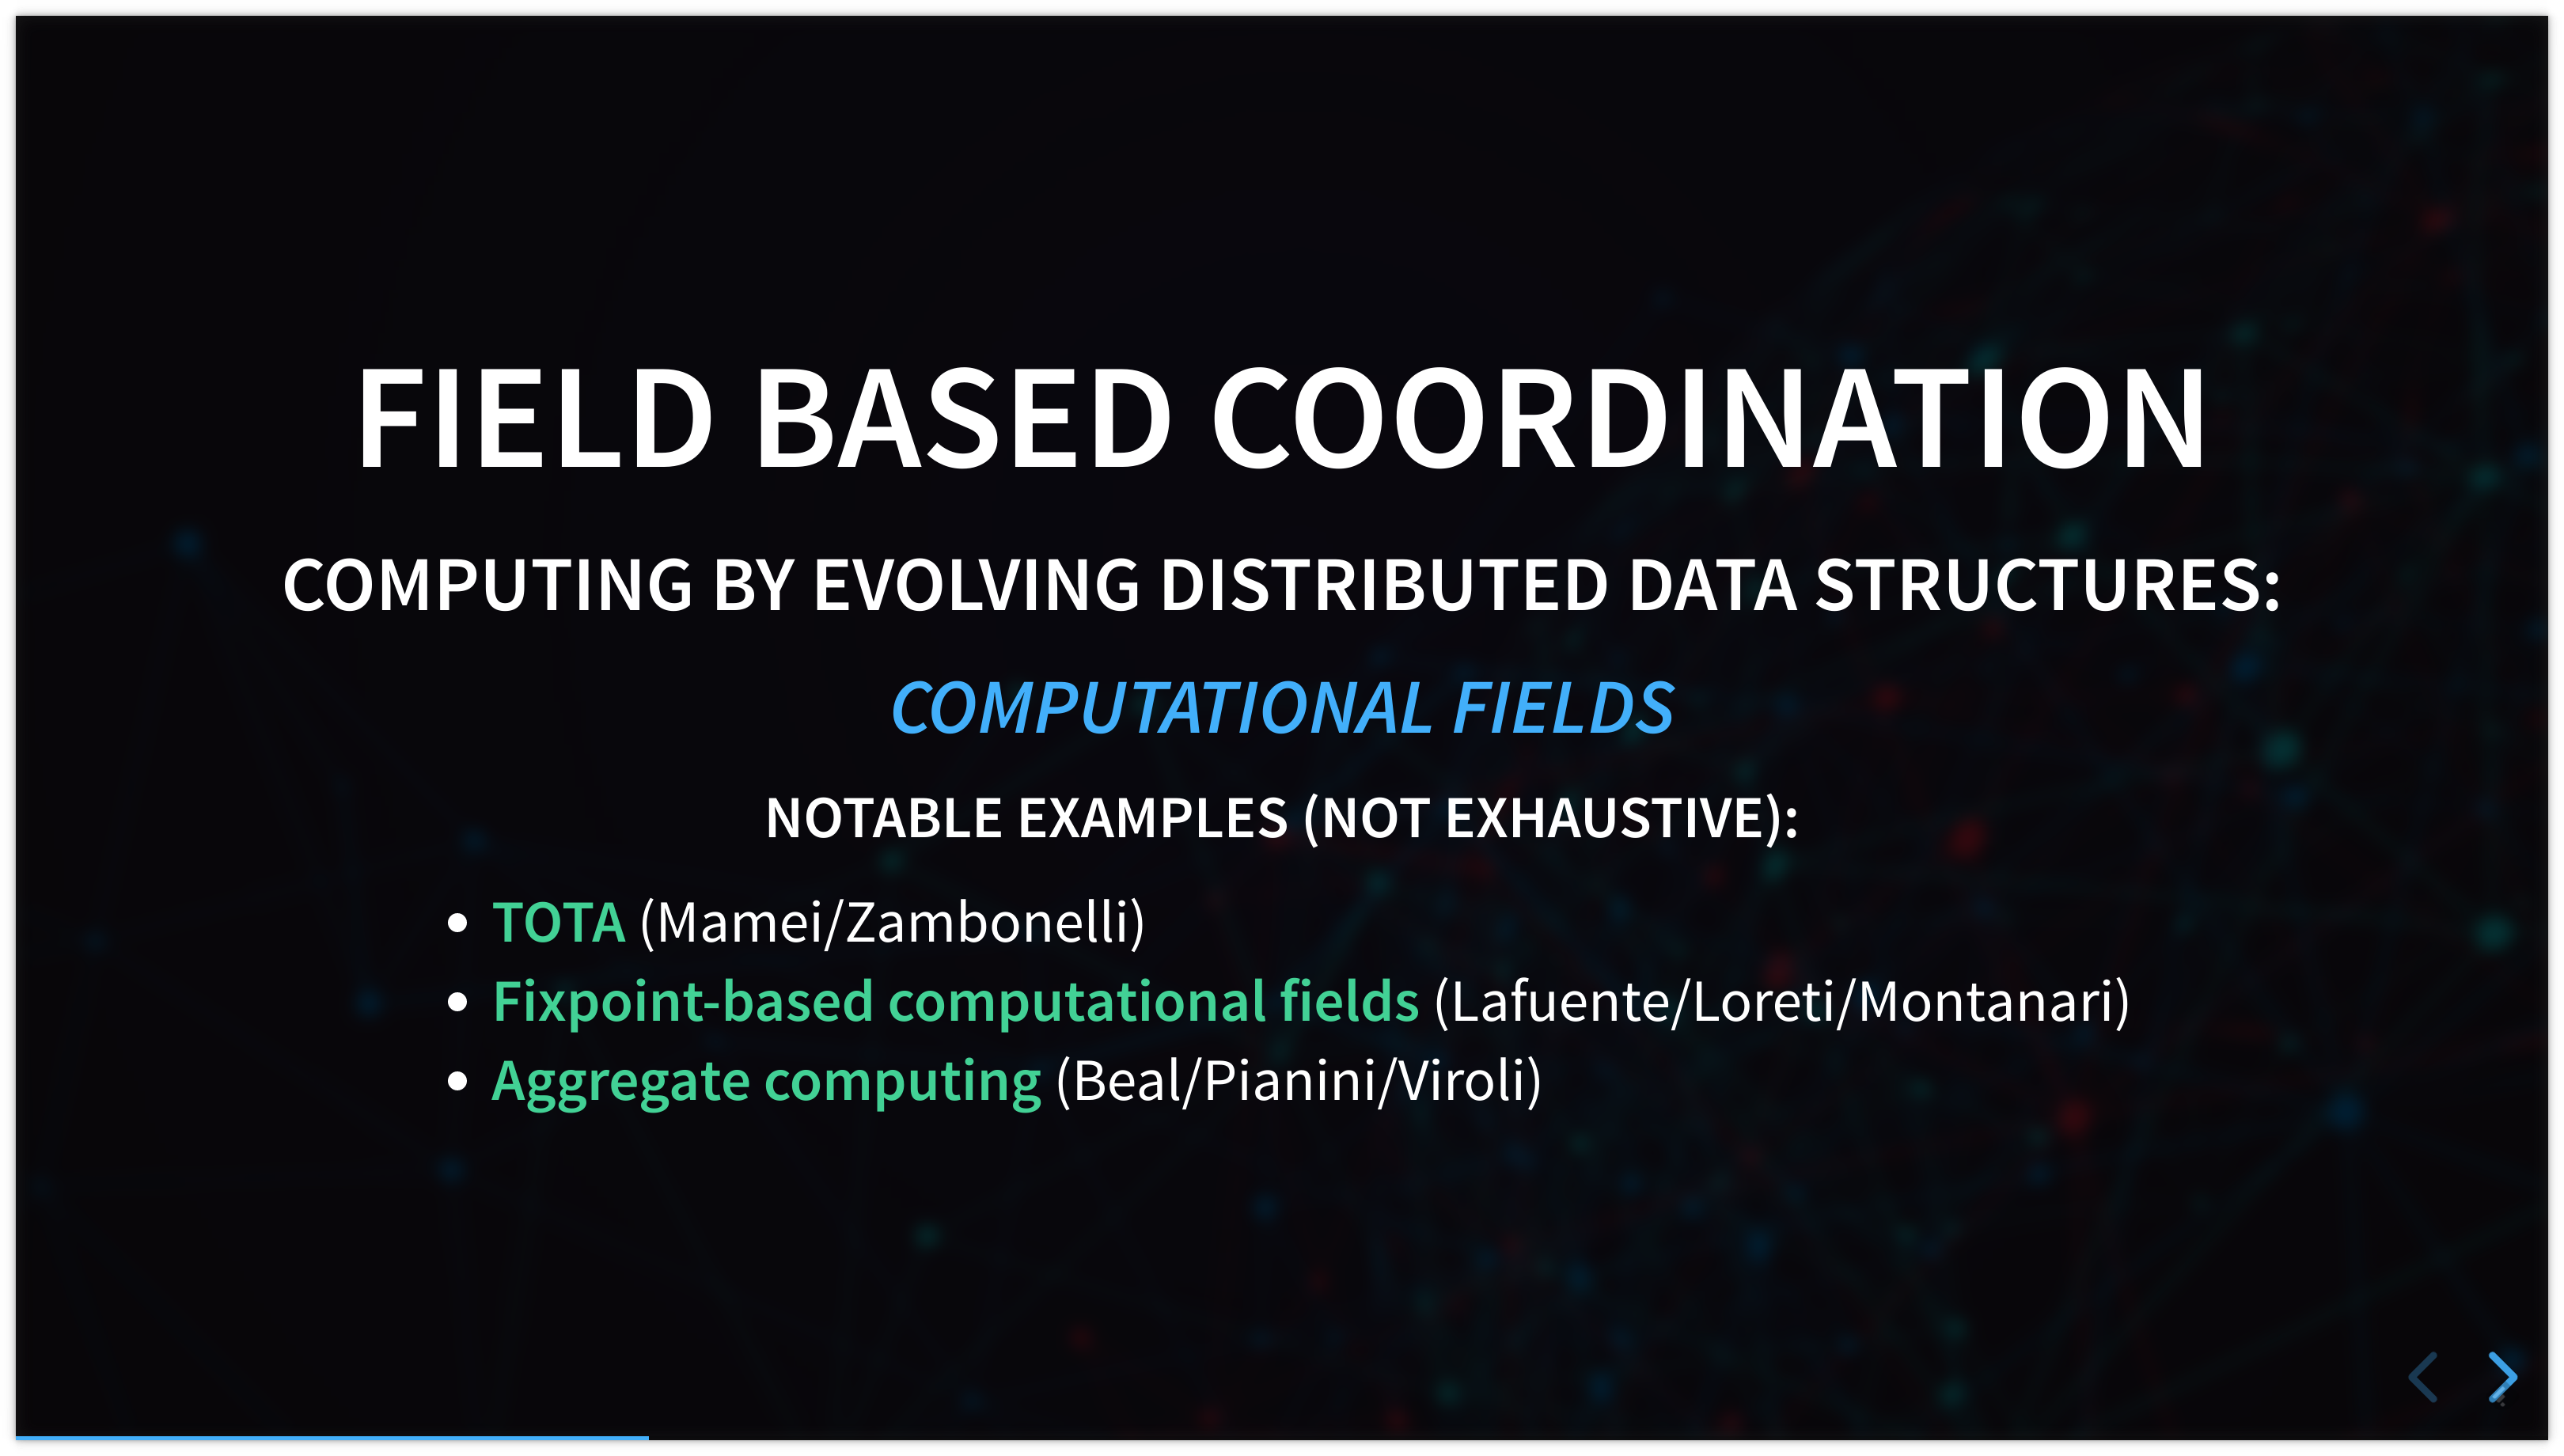 FIELD BASED COORDINATION
COMPUTING BY EVOLVING DISTRIBUTED DATA STRUCTURES:
COMPUTATIONAL FIELDS
NOTABLE EXAMPLES (NOT EXHAUSTIVE):
• TOTA (Mamei/Zambonelli)
• Fixpoint-based computational fields (Lafuente/Loreti/Montanari)
• Aggregate computing (Beal/Pianini/Viroli)